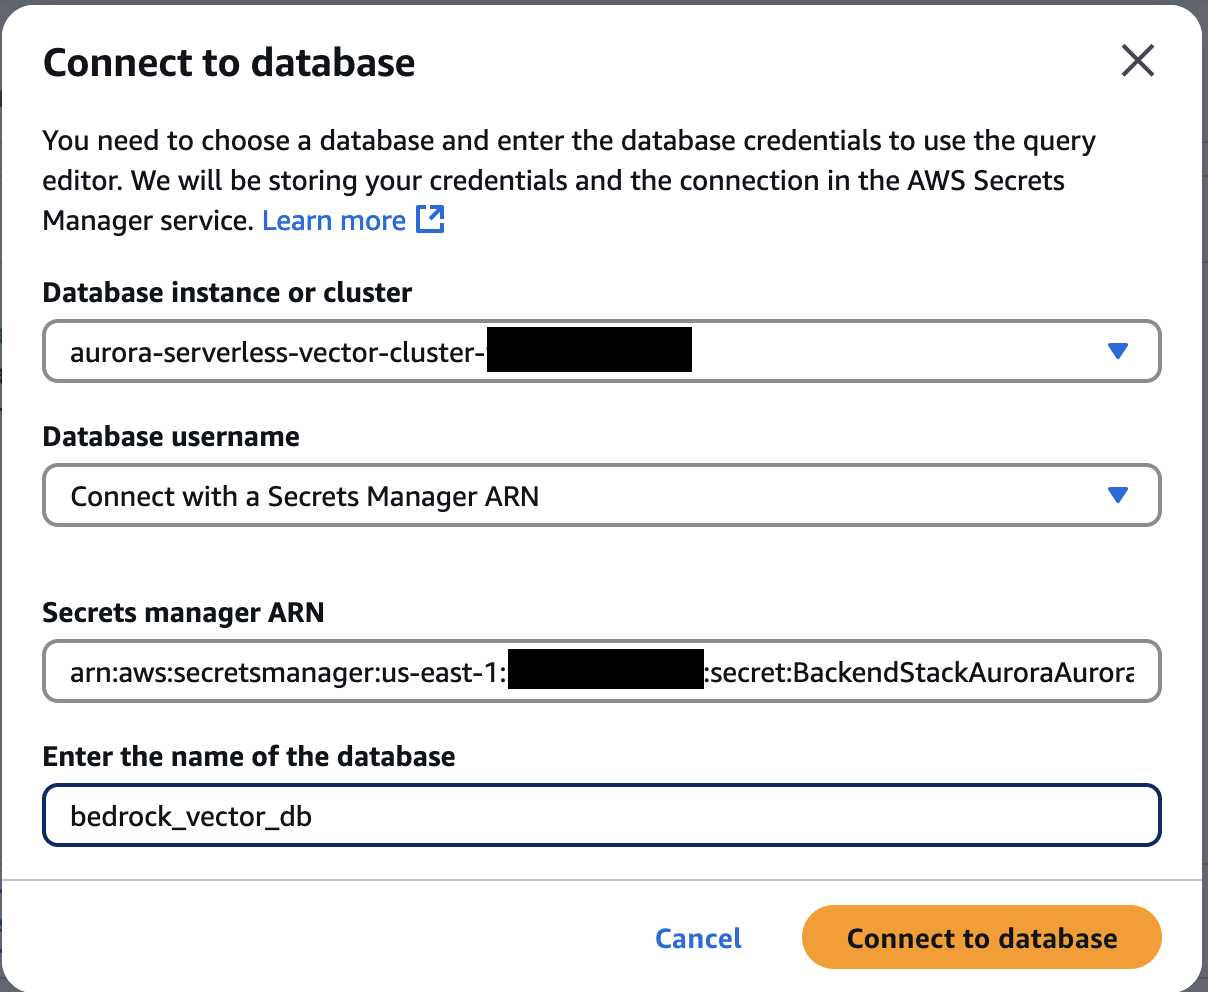 Connect to database
You need to choose a database and enter the database credentials to use the query
editor. We will be storing your credentials and the connection in the AWS Secrets
Manager service. Learn more
Database instance or cluster
aurora-serverless-vector-cluster-
Database username
Connect with a Secrets Manager ARN
Secrets manager ARN
arn:aws:secretsmanager:us-east-1: :secret:BackendStackAuroraAurora
Enter the name of the database
bedrock_vector_db
Cancel
Connect to database